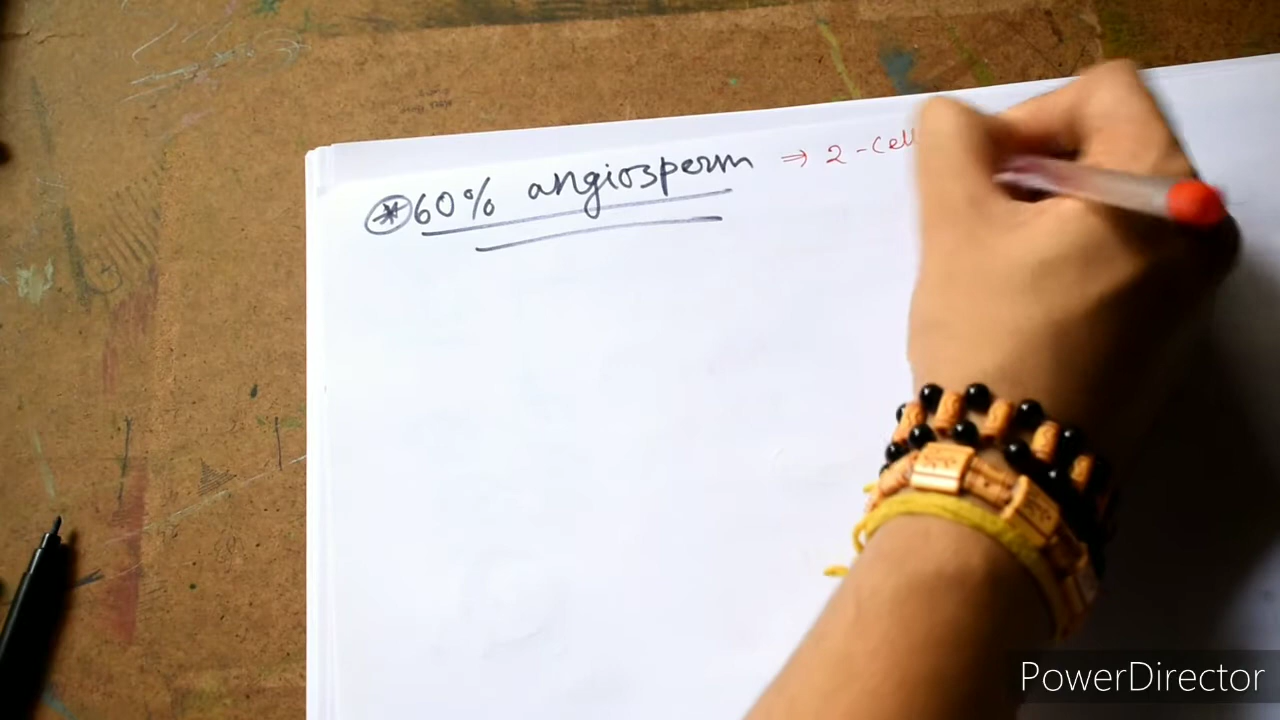 * 60% angiosperm ⇒ 2-Cell
PowerDirector